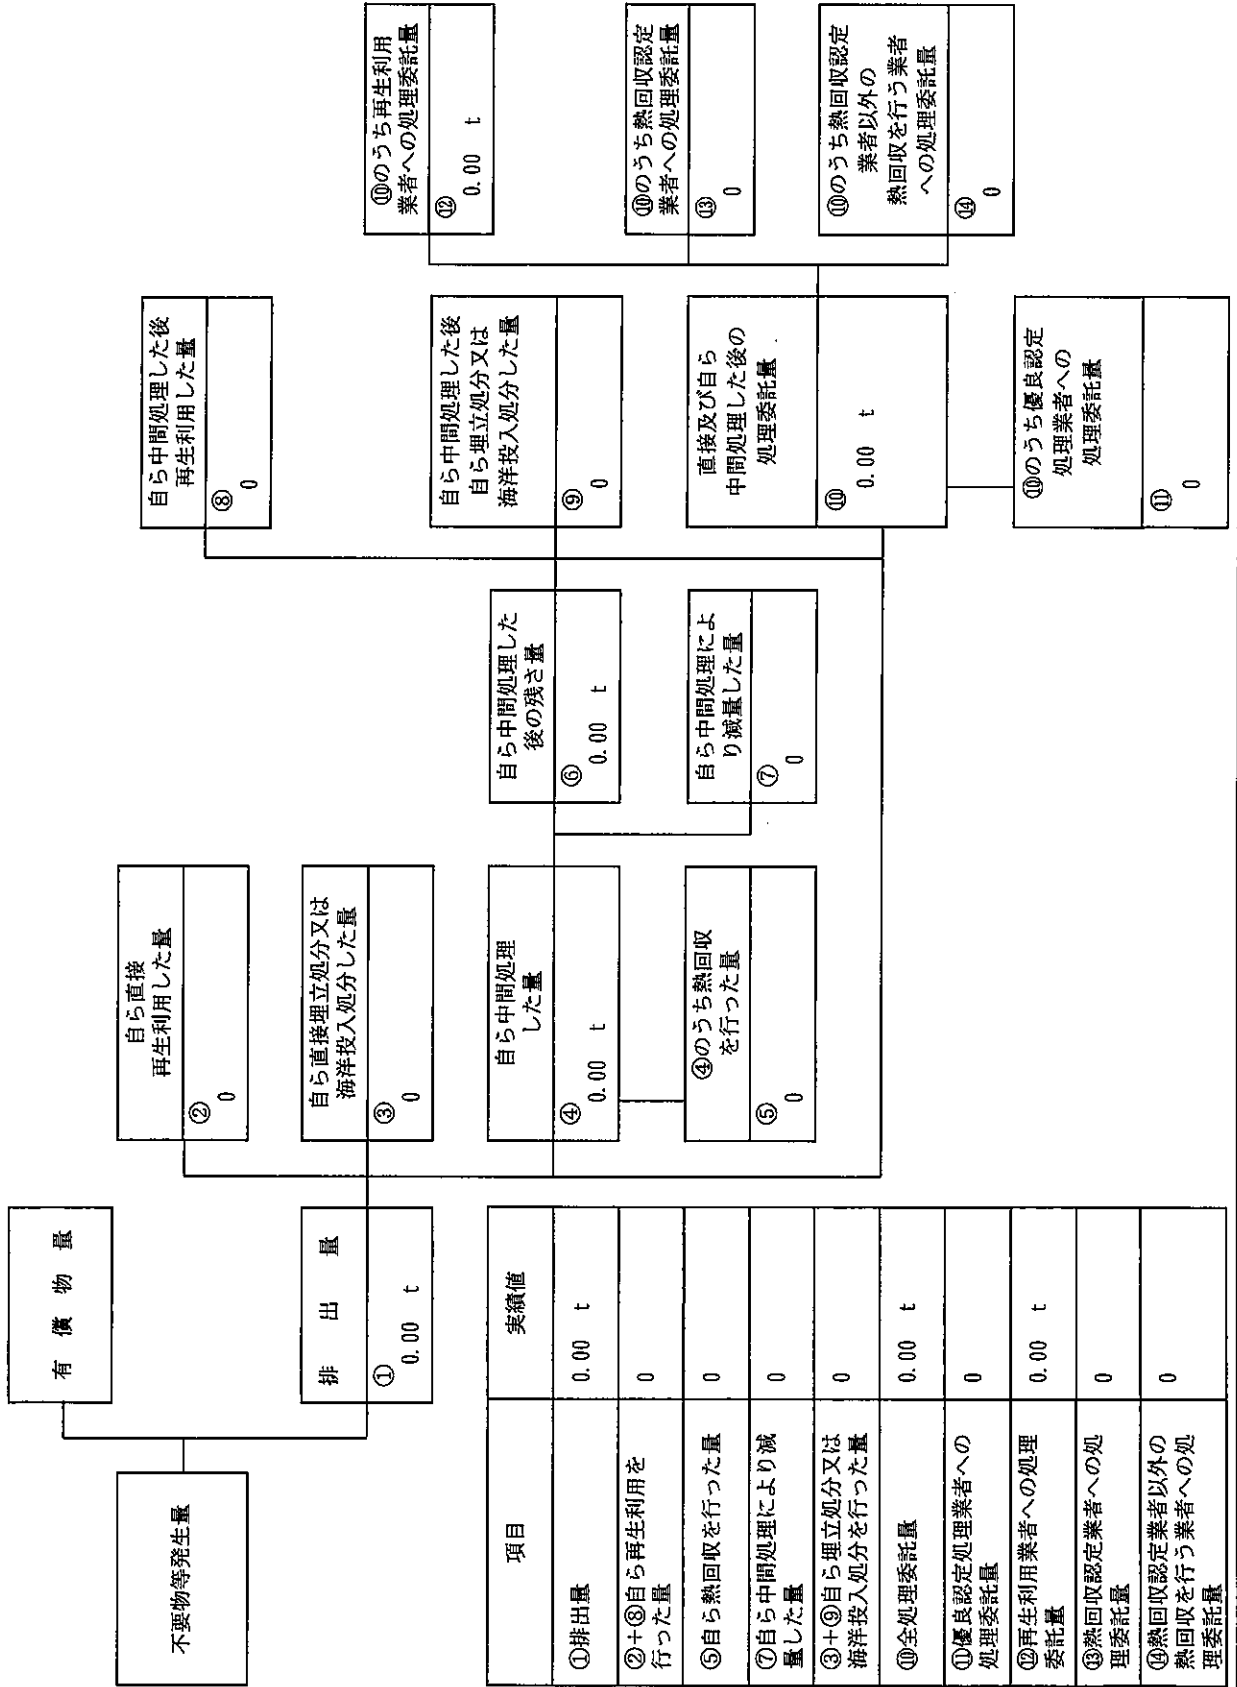 不要物等発生量
有 償 物 量
排 出 量
① 0.00 t
自ら直接
再生利用した量
② 0
自ら直接埋立処分又は
海洋投入処分した量
③ 0
自ら中間処理
した量
④ 0.00 t
④のうち熱回収
を行った量
⑤ 0
自ら中間処理した
後の残さ量
⑥ 0.00 t
自ら中間処理によ
り減量した量
⑦ 0
自ら中間処理した後
再生利用した量
⑧ 0
自ら中間処理した後
自ら埋立処分又は
海洋投入処分した量
⑨ 0
直接及び自ら
中間処理した後の
処理委託量
⑩ 0.00 t
⑩のうち優良認定
処理業者への
処理委託量
⑪ 0
⑩のうち再生利用
業者への処理委託量
⑫ 0.00 t
⑩のうち熱回収認定
業者への処理委託量
⑬ 0
⑩のうち熱回収認定
業者以外の
熱回収を行う業者
への処理委託量
⑭ 0
項目 実績値
①排出量 0.00 t
②+⑧自ら再生利用を
行った量 0
⑤自ら熱回収を行った量 0
⑦自ら中間処理により減
量した量 0
③+⑨自ら埋立処分又は
海洋投入処分を行った量 0
⑩全処理委託量 0.00 t
⑪優良認定処理業者への
処理委託量 0
⑫再生利用業者への処理
委託量 0.00 t
⑬熱回収認定業者への処
理委託量 0
⑭熱回収認定業者以外の
熱回収を行う業者への処
理委託量 0